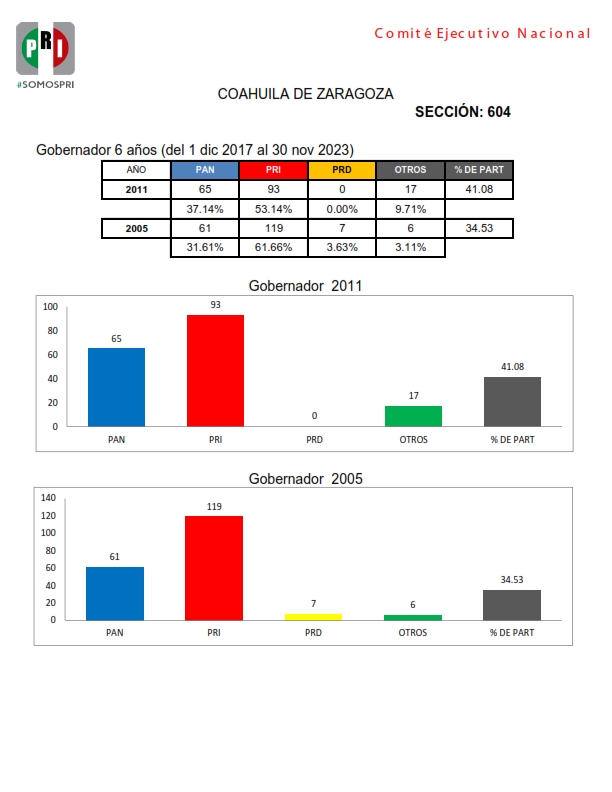 Comité Ejecutivo Nacional
PRI
#SOMOSPRI
COAHUILA DE ZARAGOZA
SECCIÓN: 604
Gobernador 6 años (del 1 dic 2017 al 30 nov 2023)
AÑO PAN PRI PRD OTROS % DE PART
2011 65 93 0 17 41.08
37.14% 53.14% 0.00% 9.71%
2005 61 119 7 6 34.53
31.61% 61.66% 3.63% 3.11%
Gobernador 2011
100
80
60
40
20
0
65
93
0
17
41.08
PAN PRI PRD OTROS % DE PART
Gobernador 2005
140
120
100
80
60
40
20
0
61
119
7
6
34.53
PAN PRI PRD OTROS % DE PART